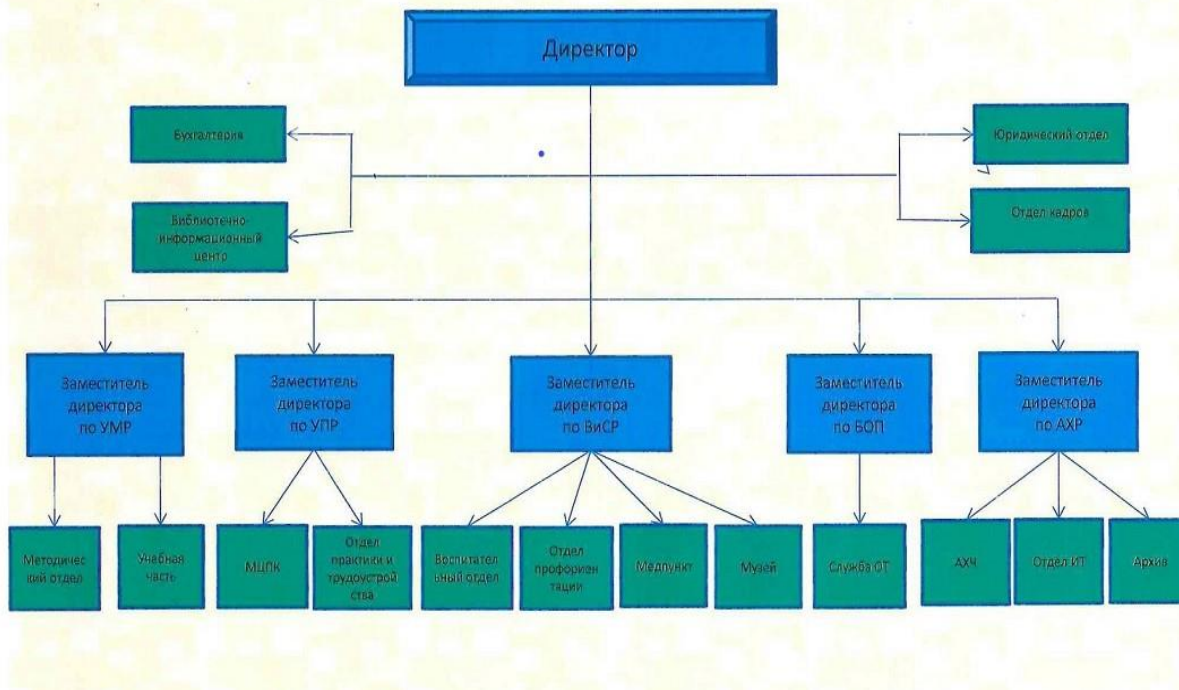 Директор
Бухгалтерия
Юридический отдел
Библиотечно-
информационный
центр
Отдел кадров
Заместитель
директора
по УМР
Заместитель
директора
по УПР
Заместитель
директора
по ВиСР
Заместитель
директора
по БОП
Заместитель
директора
по АХР
Методичес
кий отдел
Учебная
часть
МЦПК
Отдел
практики и
трудоустрой
ства
Воспитател
ьный отдел
Отдел
профориен
тации
Медпункт
Музей
Служба ОТ
АХЧ
Отдел ИТ
Архив